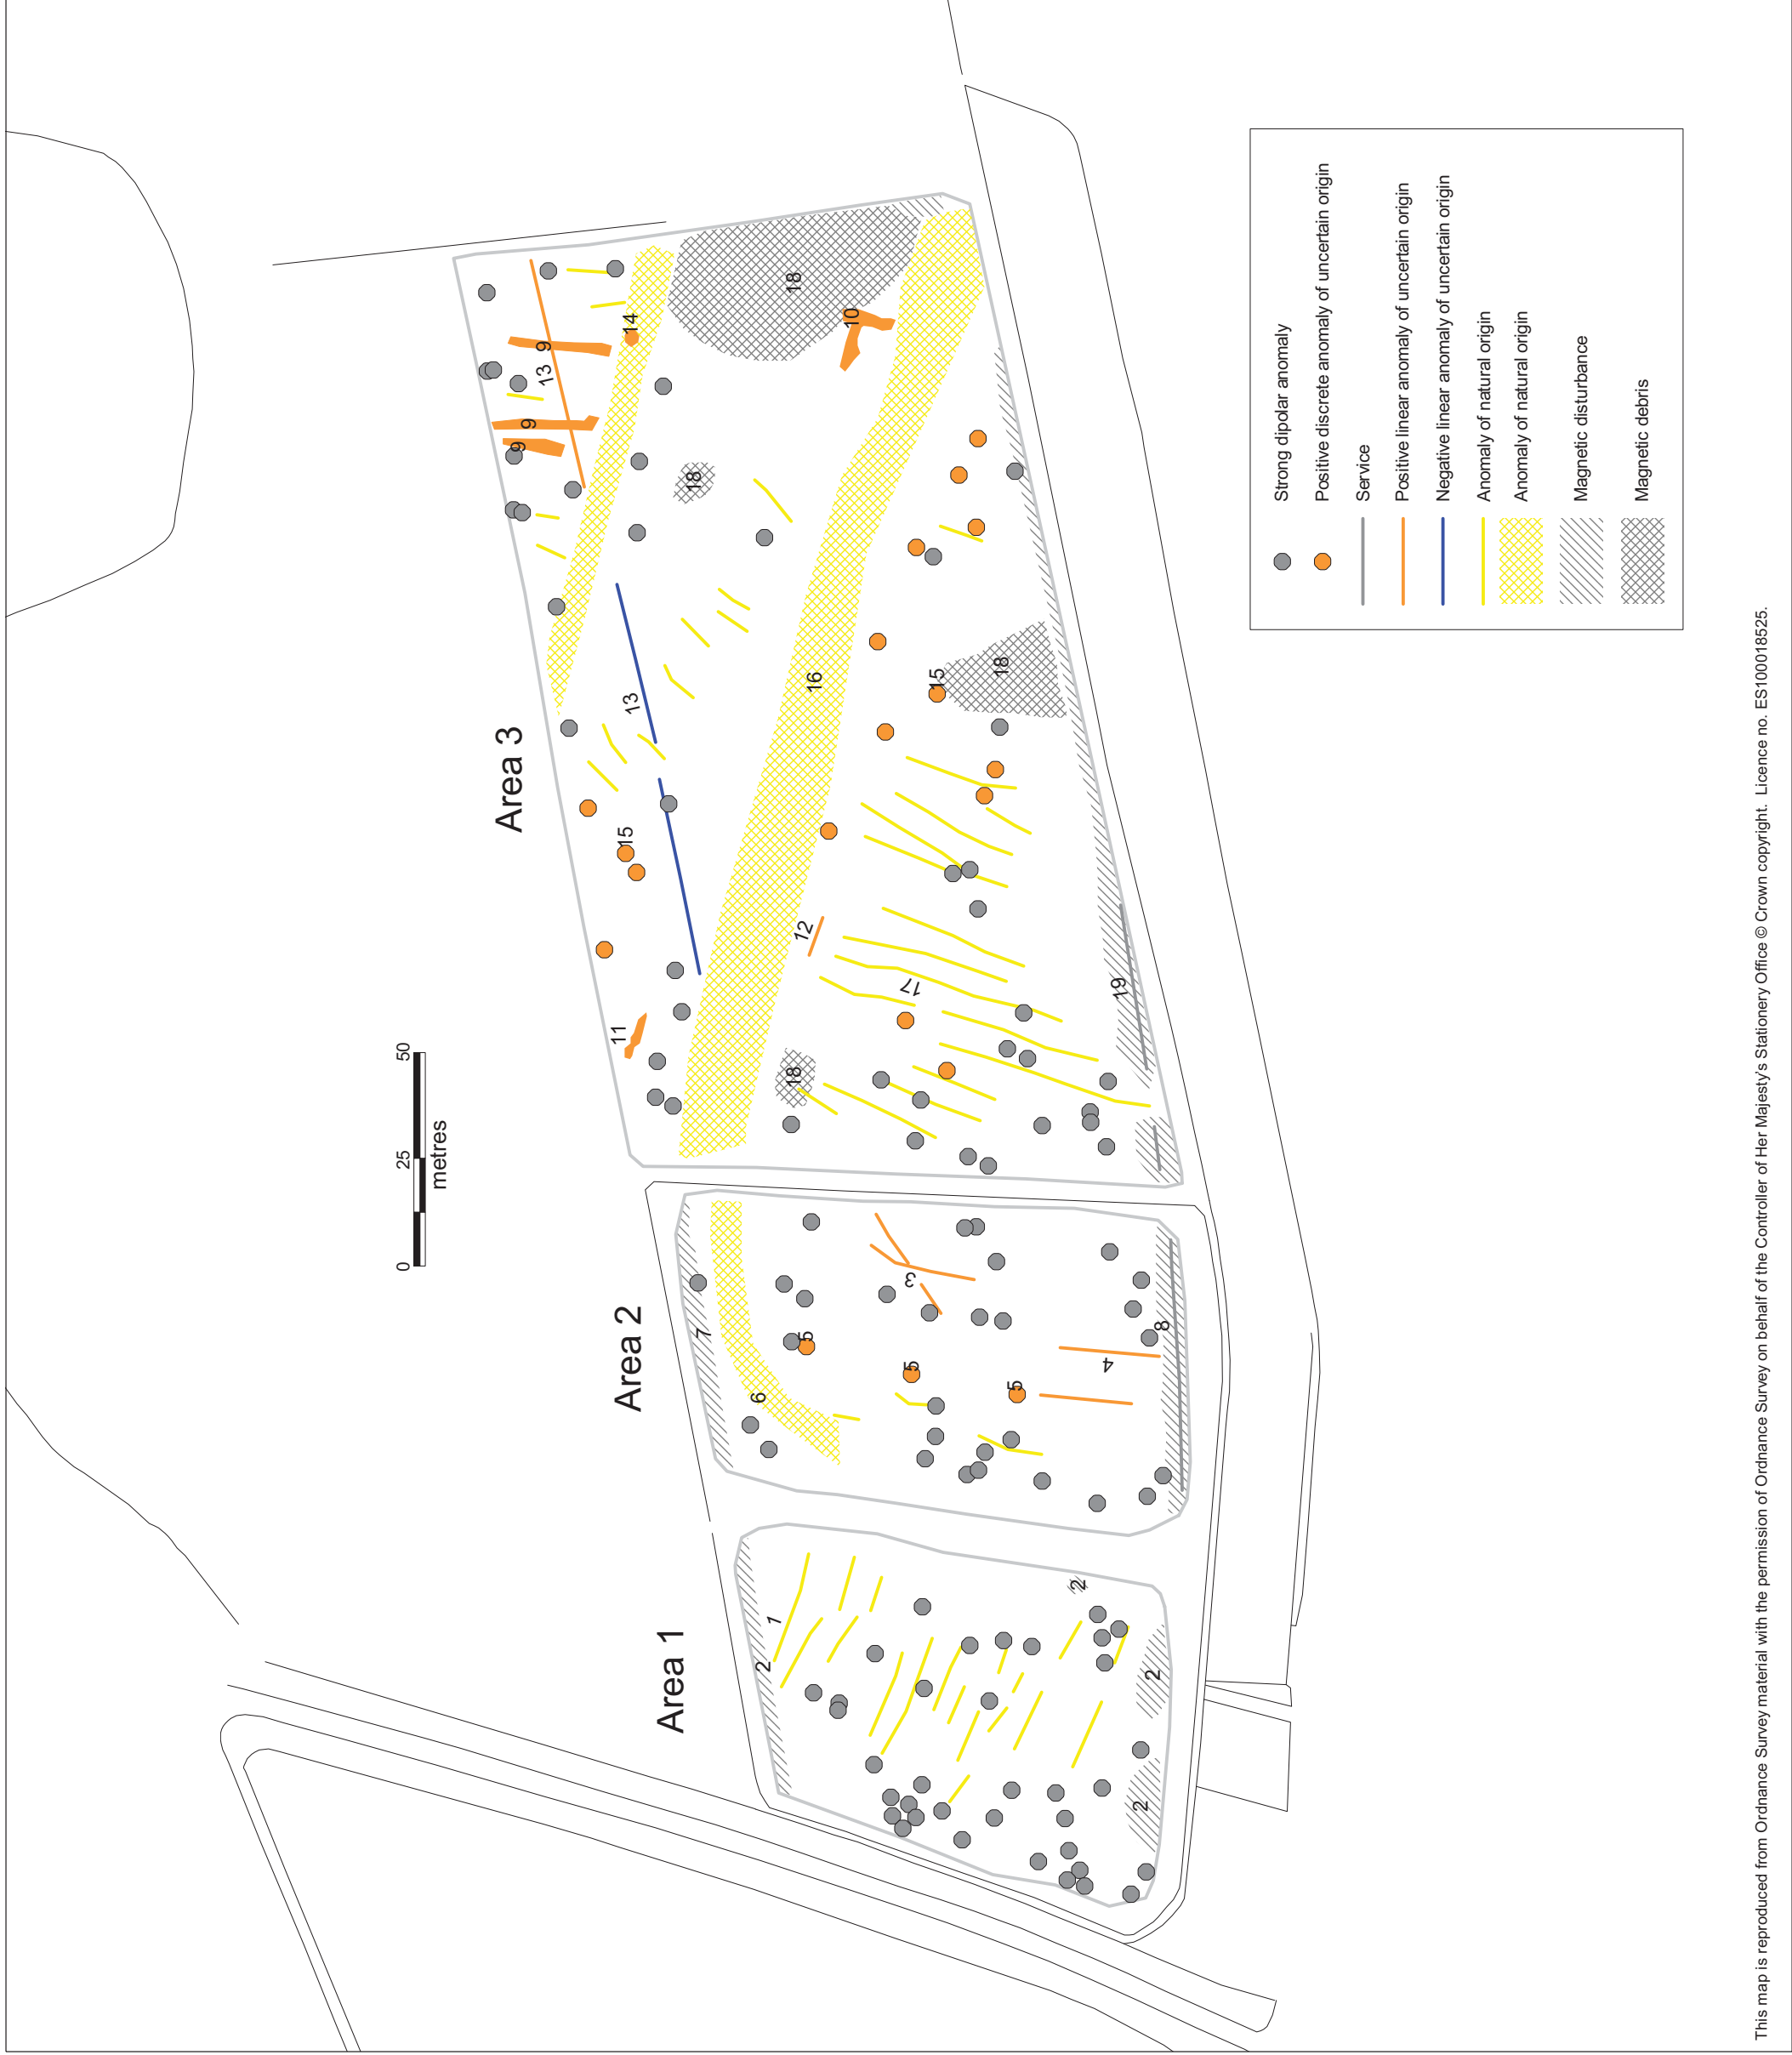 Area 1
Area 2
Area 3
0
25
50
metres
1
2
2
2
2
3
4
5
5
5
6
7
8
9
9
9
10
11
12
13
13
14
15
15
16
17
18
18
18
18
19
Strong dipolar anomaly
Positive discrete anomaly of uncertain origin
Service
Positive linear anomaly of uncertain origin
Negative linear anomaly of uncertain origin
Anomaly of natural origin
Anomaly of natural origin
Magnetic disturbance
Magnetic debris
This map is reproduced from Ordnance Survey material with the permission of Ordnance Survey on behalf of the Controller of Her Majesty's Stationery Office © Crown copyright. Licence no. ES100018525.